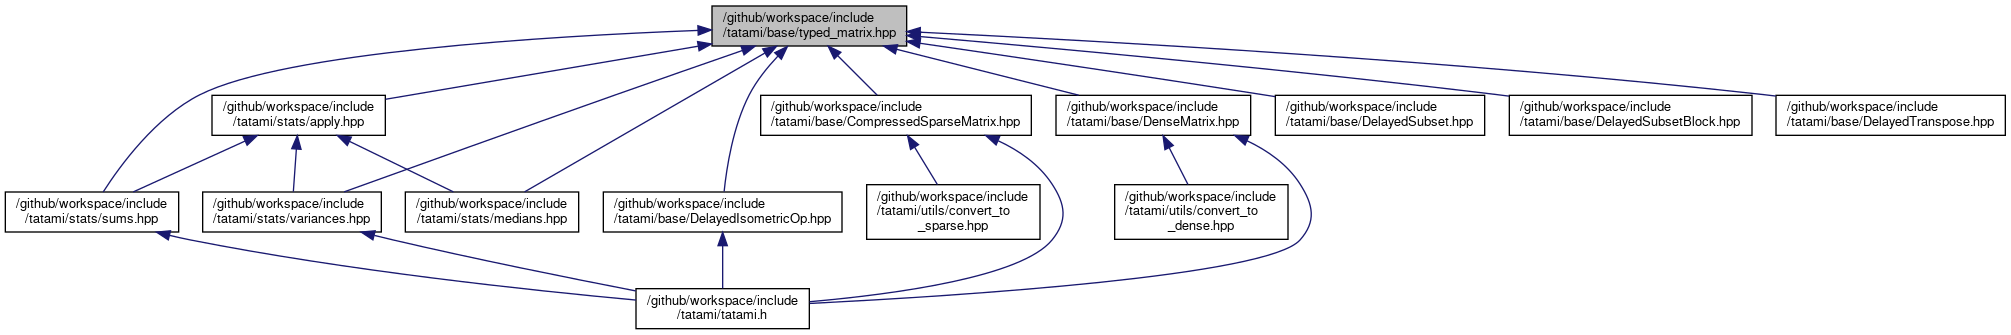 /github/workspace/include
/tatami/base/typed_matrix.hpp
/github/workspace/include
/tatami/stats/apply.hpp
/github/workspace/include
/tatami/base/CompressedSparseMatrix.hpp
/github/workspace/include
/tatami/base/DenseMatrix.hpp
/github/workspace/include
/tatami/base/DelayedSubset.hpp
/github/workspace/include
/tatami/base/DelayedSubsetBlock.hpp
/github/workspace/include
/tatami/base/DelayedTranspose.hpp
/github/workspace/include
/tatami/stats/sums.hpp
/github/workspace/include
/tatami/stats/variances.hpp
/github/workspace/include
/tatami/stats/medians.hpp
/github/workspace/include
/tatami/base/DelayedIsometricOp.hpp
/github/workspace/include
/tatami/utils/convert_to
_sparse.hpp
/github/workspace/include
/tatami/utils/convert_to
_dense.hpp
/github/workspace/include
/tatami/tatami.h